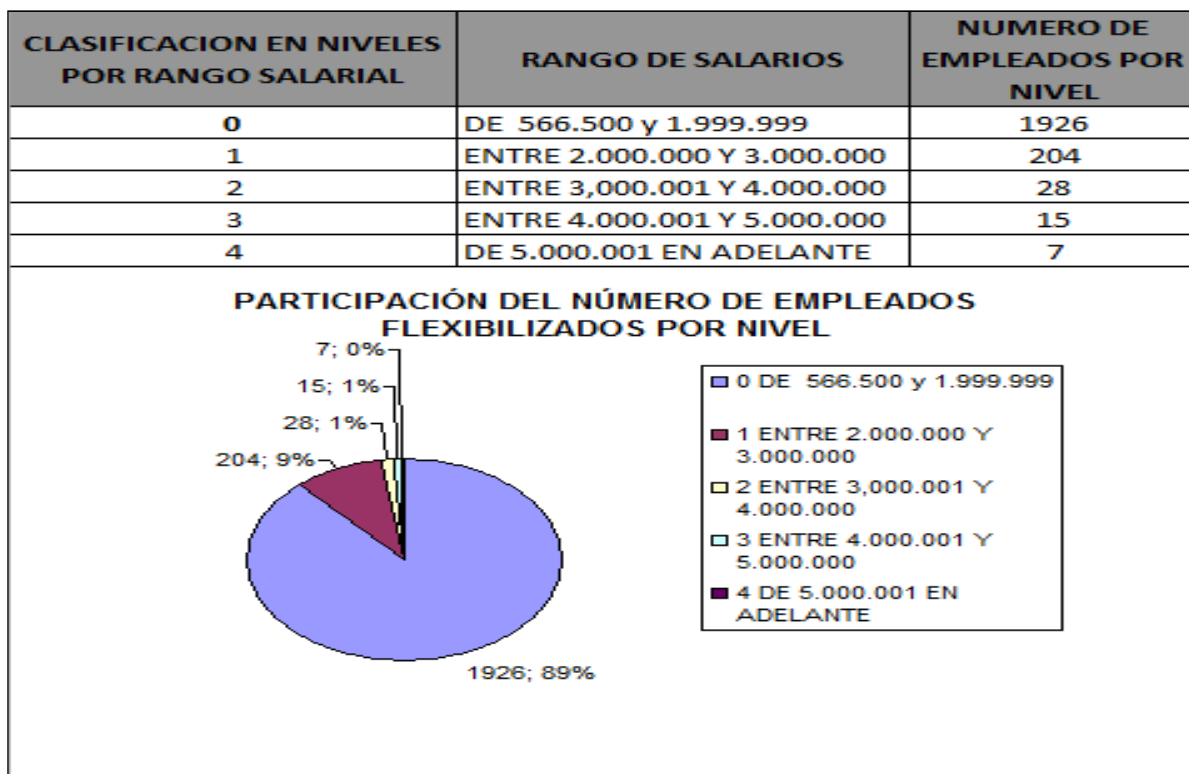 CLASIFICACION EN NIVELES POR RANGO SALARIAL
RANGO DE SALARIOS
NUMERO DE EMPLEADOS POR NIVEL
0 DE 566.500 y 1.999.999 1926
1 ENTRE 2.000.000 Y 3.000.000 204
2 ENTRE 3,000.001 Y 4.000.000 28
3 ENTRE 4.000.001 Y 5.000.000 15
4 DE 5.000.001 EN ADELANTE 7
PARTICIPACIÓN DEL NÚMERO DE EMPLEADOS
FLEXIBILIZADOS POR NIVEL
7; 0%
15; 1%
28; 1%
204; 9%
1926; 89%
0 DE 566.500 y 1.999.999
1 ENTRE 2.000.000 Y
3.000.000
2 ENTRE 3,000.001 Y
4.000.000
3 ENTRE 4.000.001 Y
5.000.000
4 DE 5.000.001 EN
ADELANTE